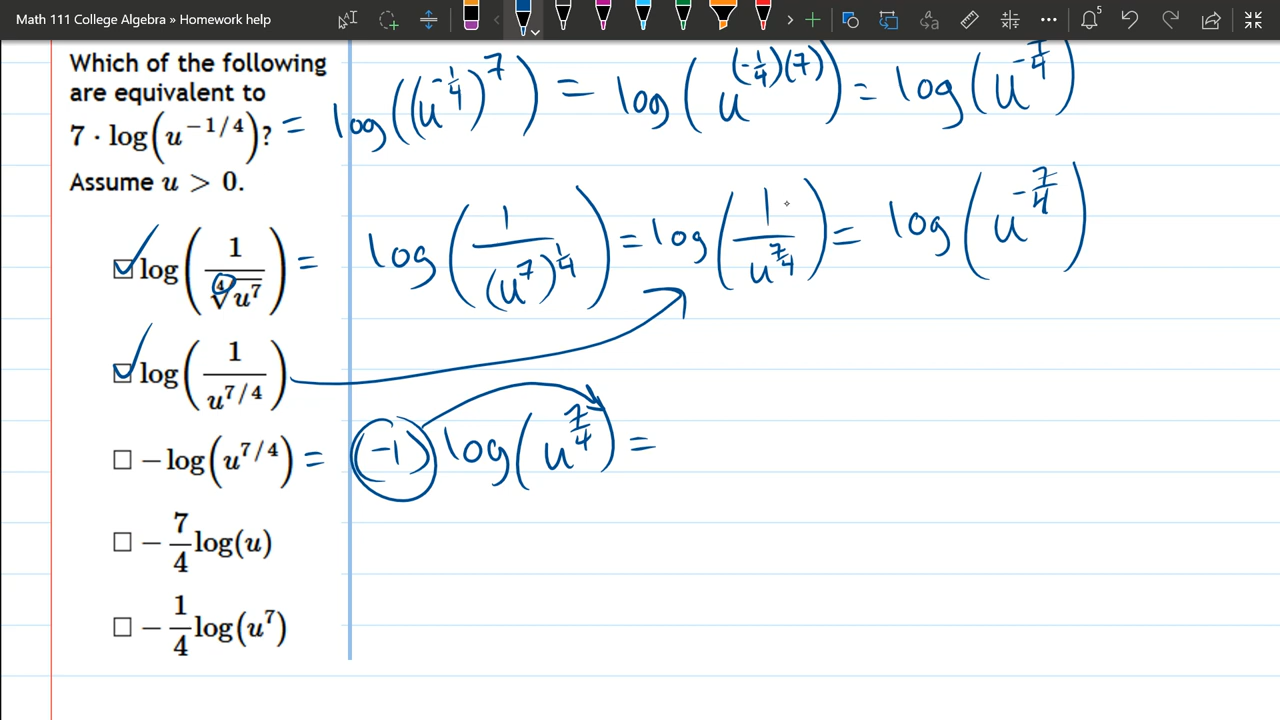 Math 111 College Algebra » Homework help
5
Which of the following
are equivalent to
7 · log(u^{-1/4})? = log((u^{-1/4})^7) = log(u^{(-1/4)(7)}) = log(u^{-7/4})
Assume u > 0.
☐ log(1/∜(u^7)) = log(1/(u^7)^{1/4}) = log(1/u^{7/4}) = log(u^{-7/4})
☐ log(1/u^{7/4})
☐ −log(u^{7/4}) = (-1) log(u^{7/4}) =
☐ −7/4 log(u)
☐ −1/4 log(u^7)